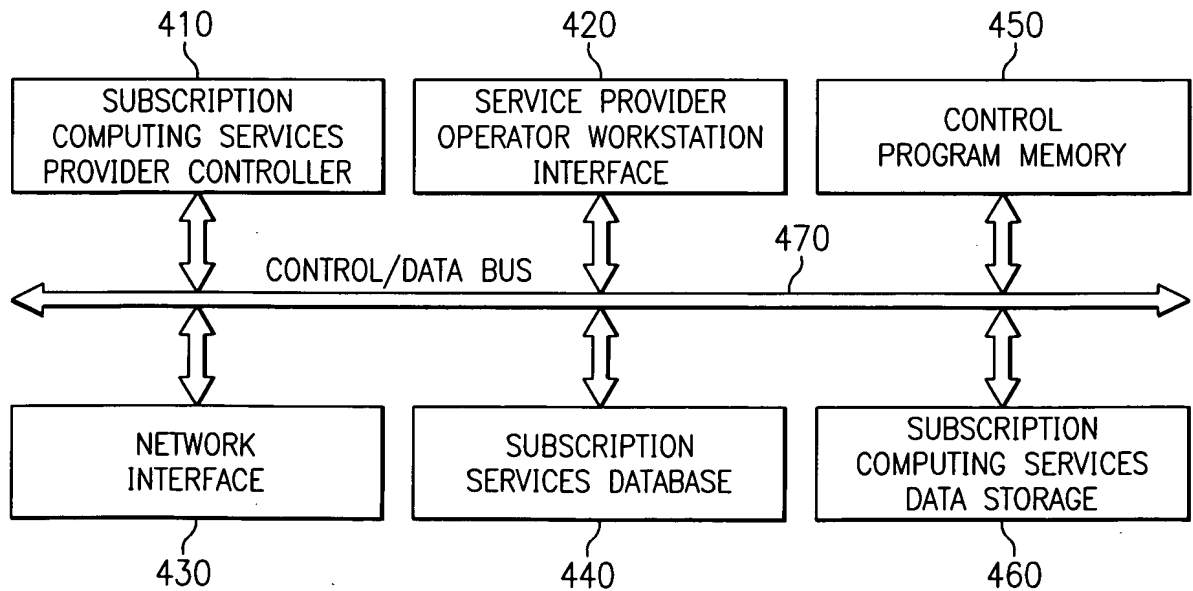 410
420
450
SUBSCRIPTION
COMPUTING SERVICES
PROVIDER CONTROLLER
SERVICE PROVIDER
OPERATOR WORKSTATION
INTERFACE
CONTROL
PROGRAM MEMORY
470
CONTROL/DATA BUS
NETWORK
INTERFACE
SUBSCRIPTION
SERVICES DATABASE
SUBSCRIPTION
COMPUTING SERVICES
DATA STORAGE
430
440
460